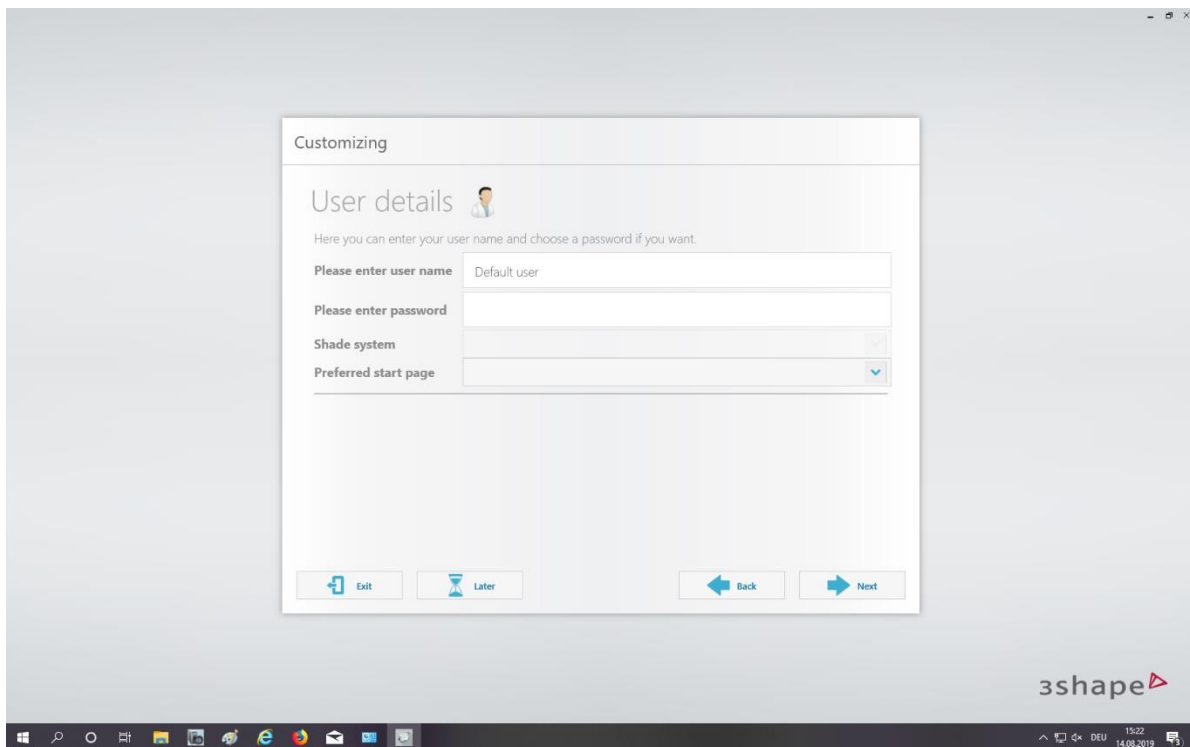 Customizing
User details
Here you can enter your user name and choose a password if you want.
Please enter user name Default user
Please enter password
Shade system
Preferred start page
Exit Later Back Next
3shape
DEU 15:22
14.08.2019 3